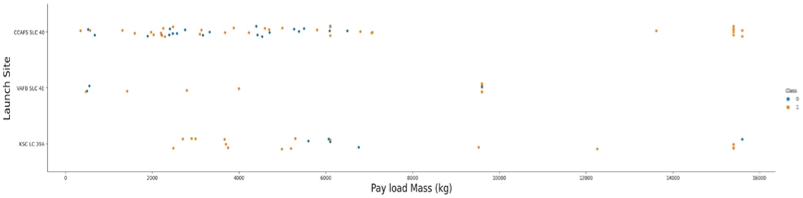 CCAFS SLC 40
VAFB SLC 4E
KSC LC 39A
Launch Site
0
2000
4000
6000
8000
10000
12000
14000
16000
Pay load Mass (kg)
Class
0
1